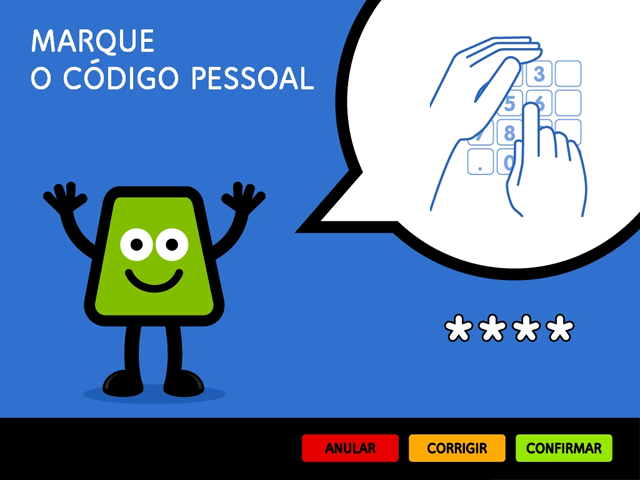 MARQUE
O CÓDIGO PESSOAL
3
5 6
7 8
. 0
****
ANULAR CORRIGIR CONFIRMAR